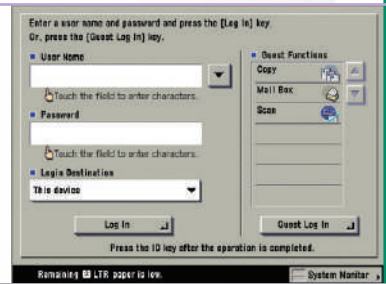 Enter a user name and password and press the [Log In] key.
Or, press the [Guest Log In] key.
User Name
Touch the field to enter characters.
Password
Touch the field to enter characters.
Login Destination
This device
Log In
Guest Functions
Copy
Mail Box
Scan
Guest Log In
Press the ID key after the operation is completed.
Remaining LTR paper is low.
System Monitor